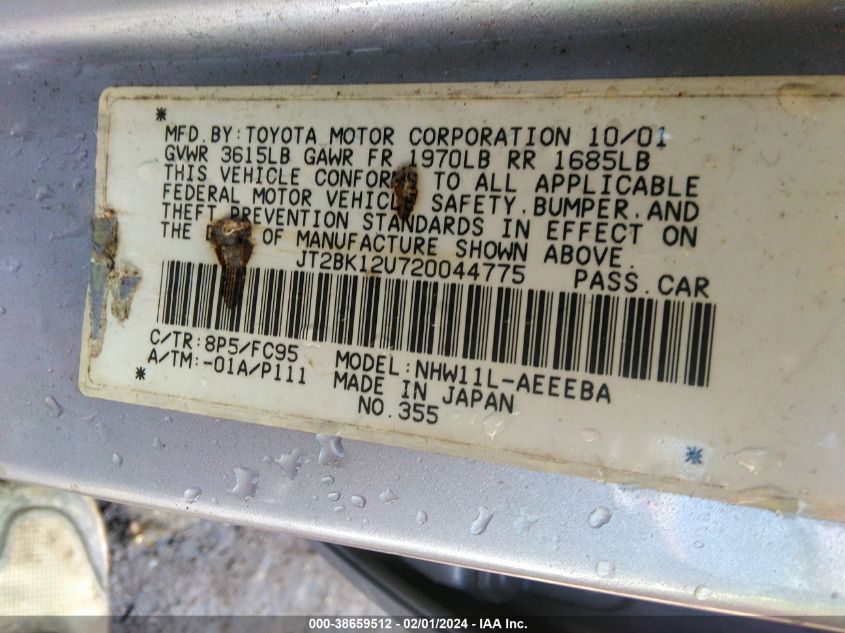 *
MFD.BY:TOYOTA MOTOR CORPORATION 10/01
GVWR 3615LB GAWR FR 1970LB RR 1685LB
THIS VEHICLE CONFOR TO ALL APPLICABLE
FEDERAL MOTOR VEHICL SAFETY,BUMPER,AND
THEFT PREVENTION STANDARDS IN EFFECT ON
THE OF MANUFACTURE SHOWN ABOVE.
JT2BK12U720044775 PASS.CAR
C/TR:8P5/FC95 MODEL:NHW11L-AEEEBA
A/TM:-01A/P111 MADE IN JAPAN
* NO.355 *
000-38659512 - 02/01/2024 - IAA Inc.